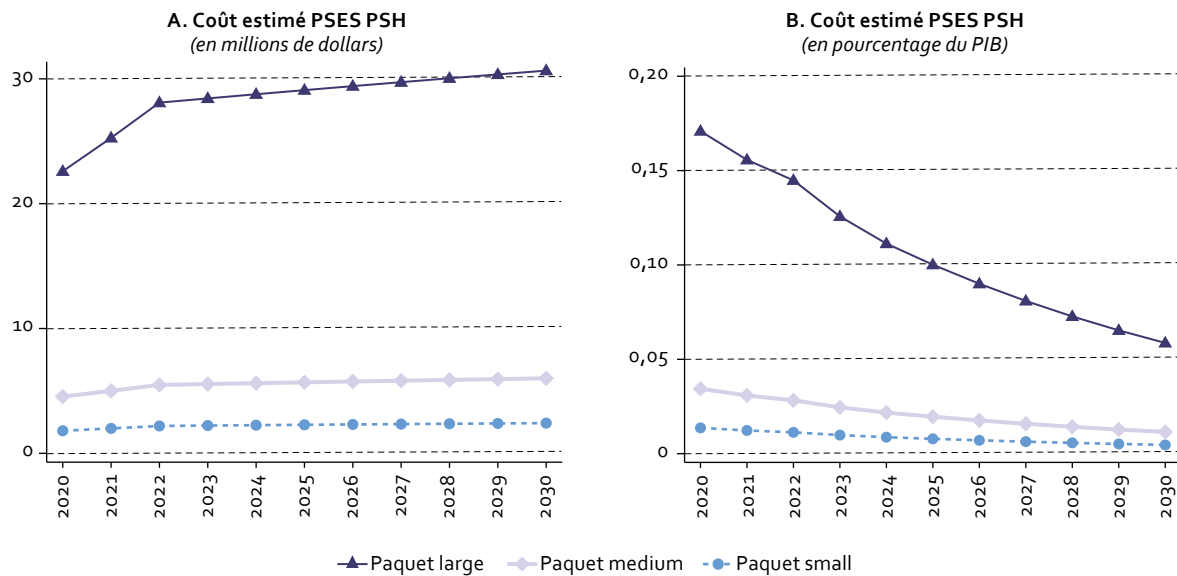 A. Coût estimé PSES PSH
(en millions de dollars)
30
20
10
0
2020 2021 2022 2023 2024 2025 2026 2027 2028 2029 2030
B. Coût estimé PSES PSH
(en pourcentage du PIB)
0,20
0,15
0,10
0,05
0
2020 2021 2022 2023 2024 2025 2026 2027 2028 2029 2030
Paquet large Paquet medium Paquet small